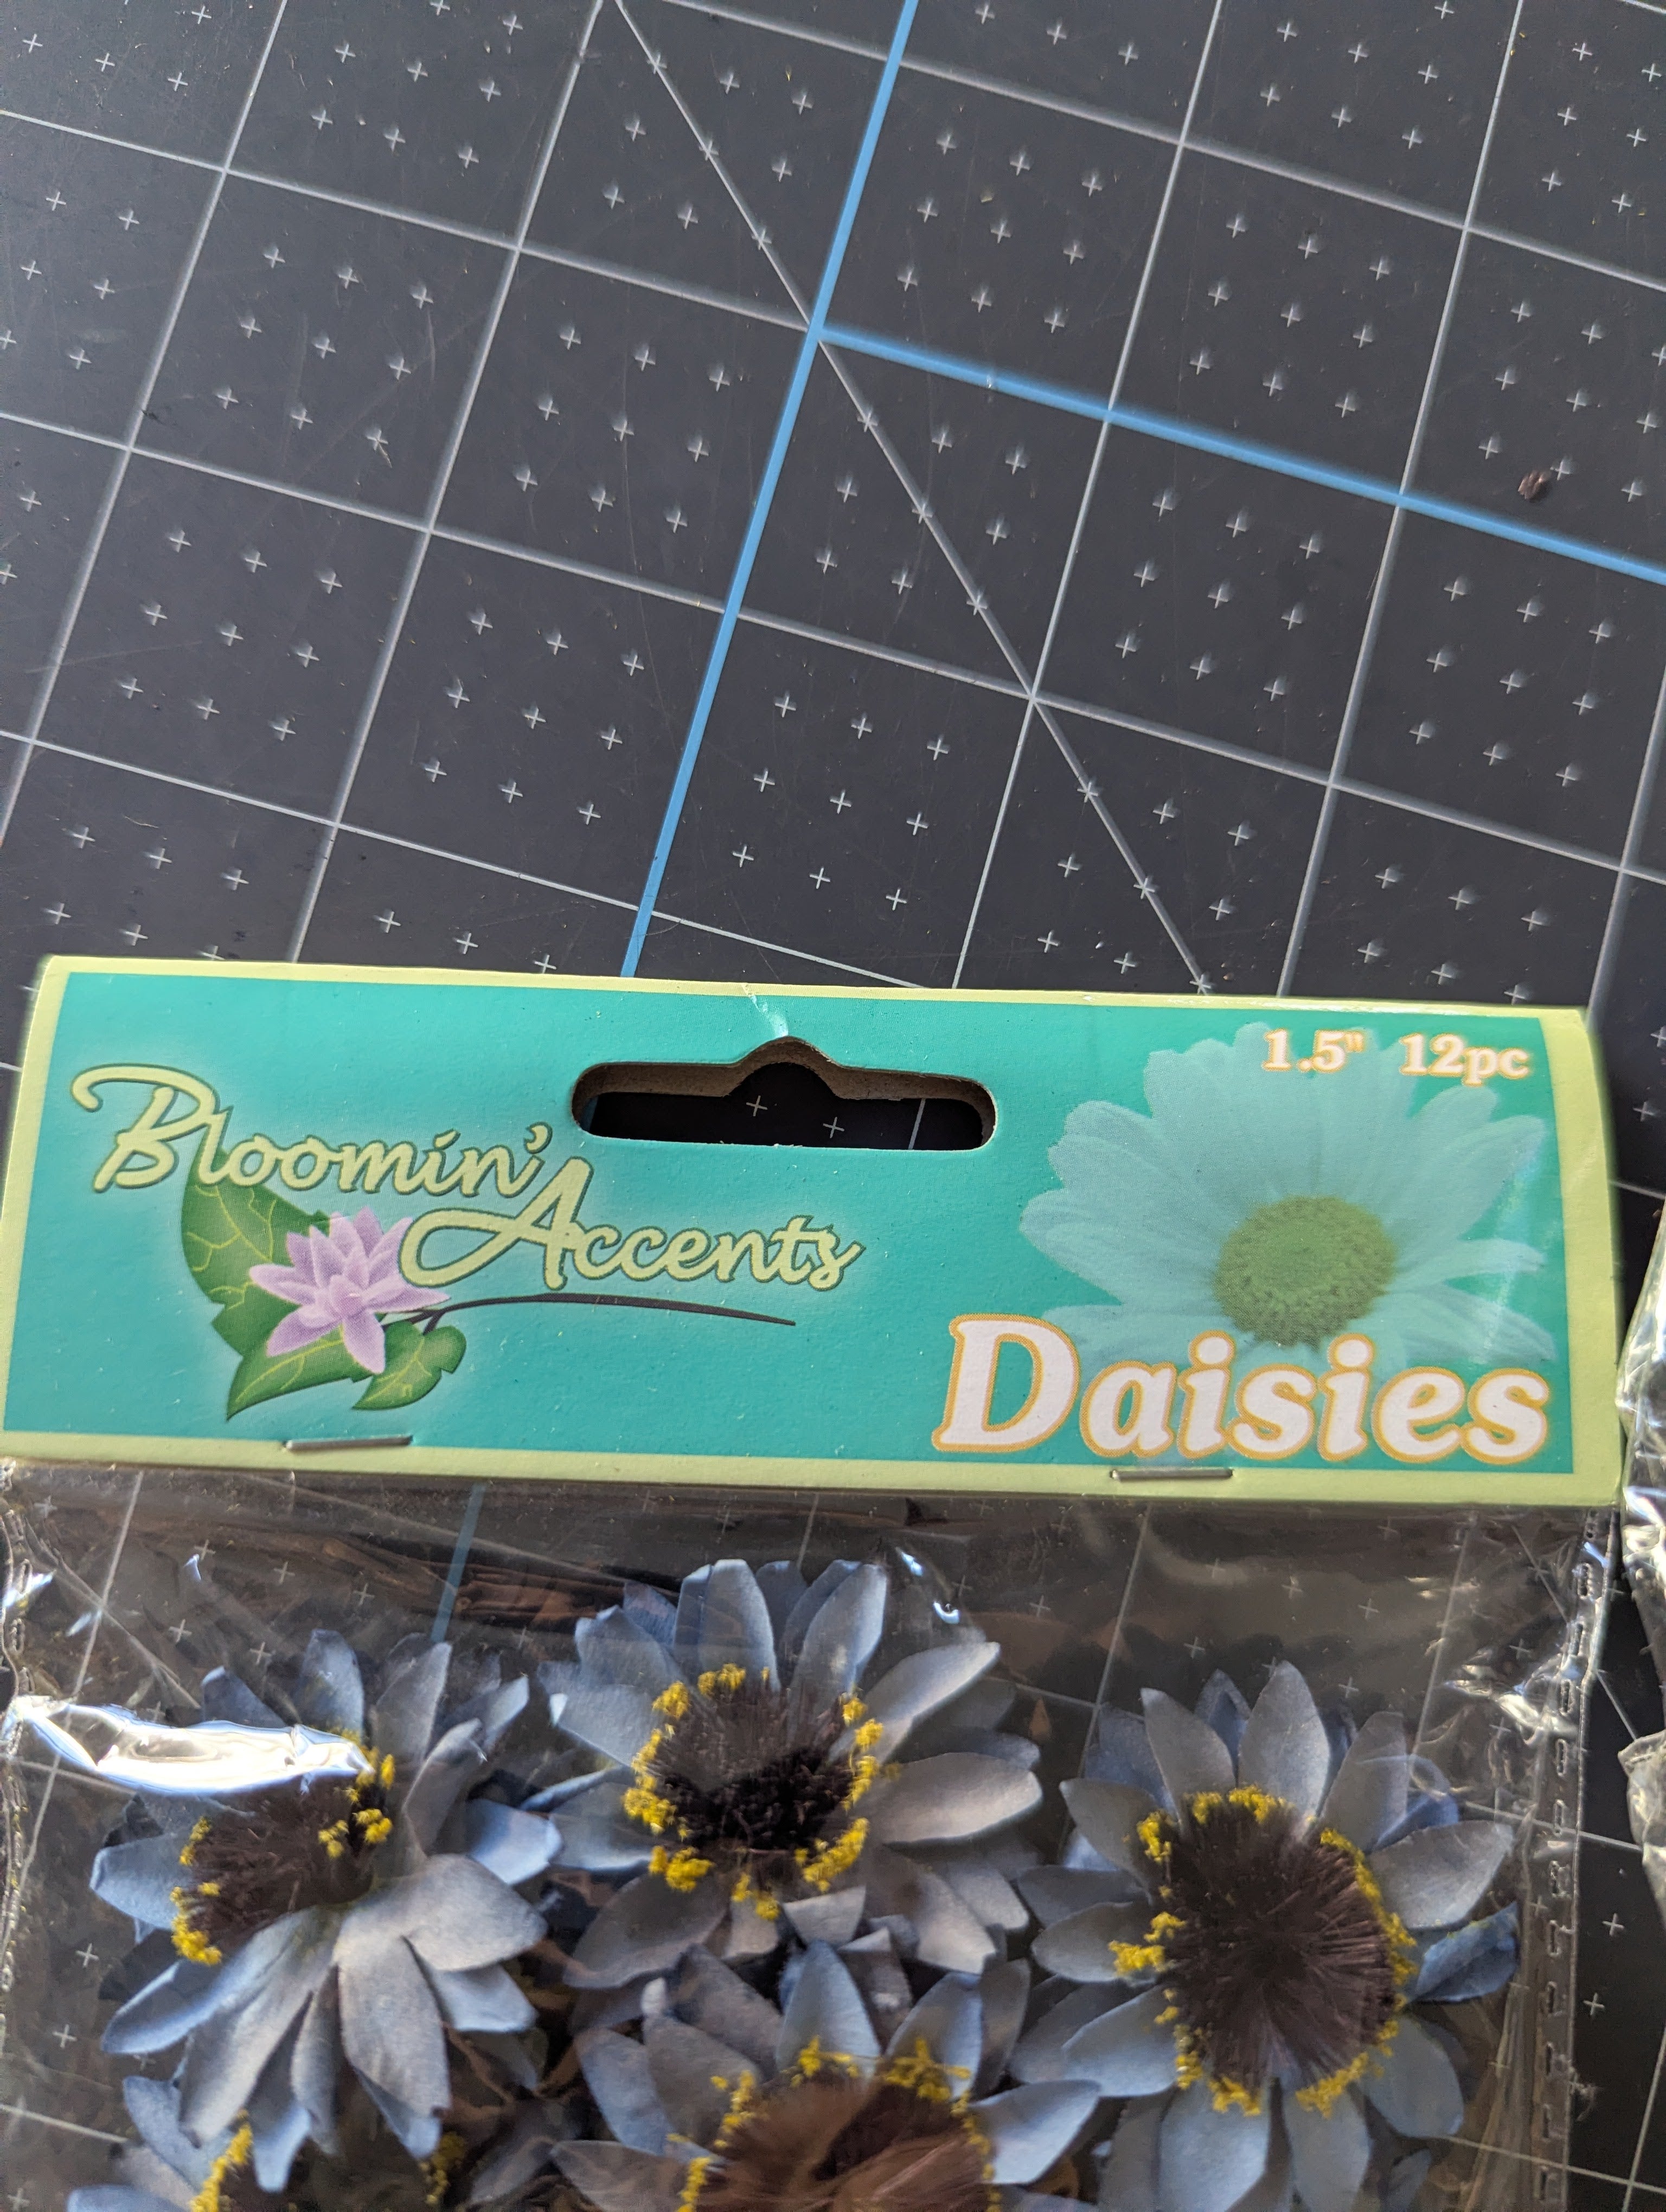 Bloomin'
Accents
1.5" 12pc
Daisies